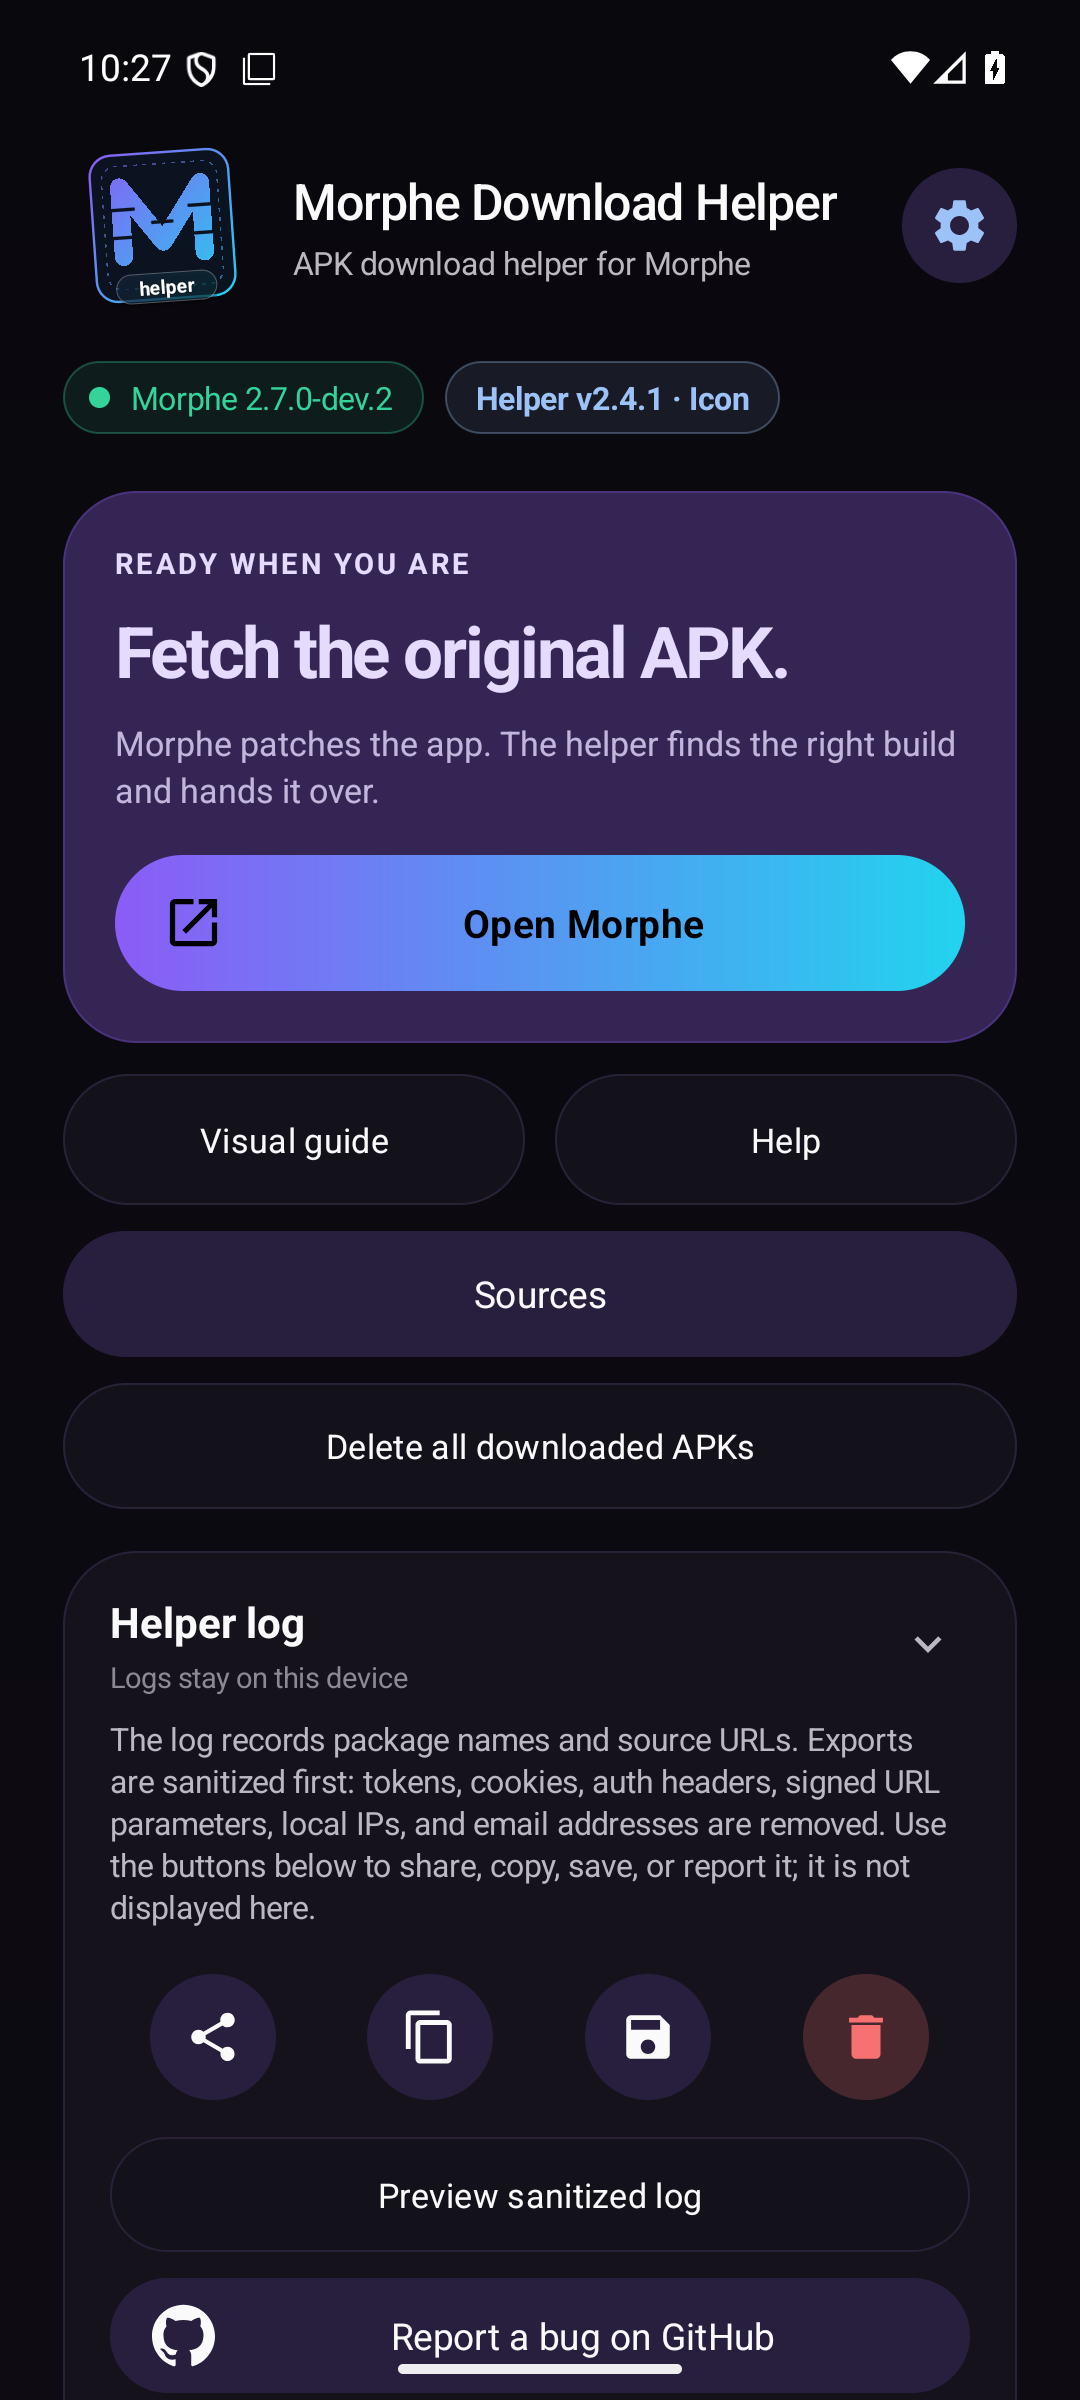 10:27
helper
Morphe Download Helper
APK download helper for Morphe
Morphe 2.7.0-dev.2
Helper v2.4.1 · Icon
READY WHEN YOU ARE
Fetch the original APK.
Morphe patches the app. The helper finds the right build
and hands it over.
Open Morphe
Visual guide
Help
Sources
Delete all downloaded APKs
Helper log
Logs stay on this device
The log records package names and source URLs. Exports
are sanitized first: tokens, cookies, auth headers, signed URL
parameters, local IPs, and email addresses are removed. Use
the buttons below to share, copy, save, or report it; it is not
displayed here.
Preview sanitized log
Report a bug on GitHub